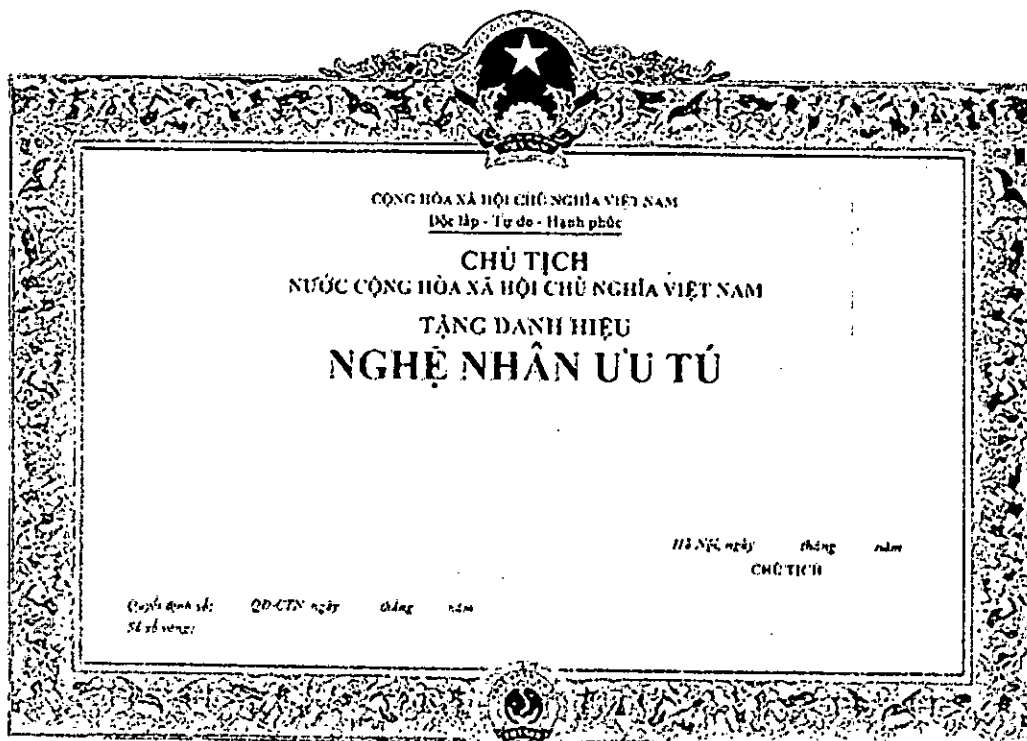 CỘNG HÒA XÃ HỘI CHỦ NGHĨA VIỆT NAM
Độc lập - Tự do - Hạnh phúc
CHỦ TỊCH
NƯỚC CỘNG HÒA XÃ HỘI CHỦ NGHĨA VIỆT NAM
TẶNG DANH HIỆU
NGHỆ NHÂN ƯU TÚ
Hà Nội, ngày tháng năm
CHỦ TỊCH
Quyết định số: QĐ-CTN ngày tháng năm
Số sổ vàng: